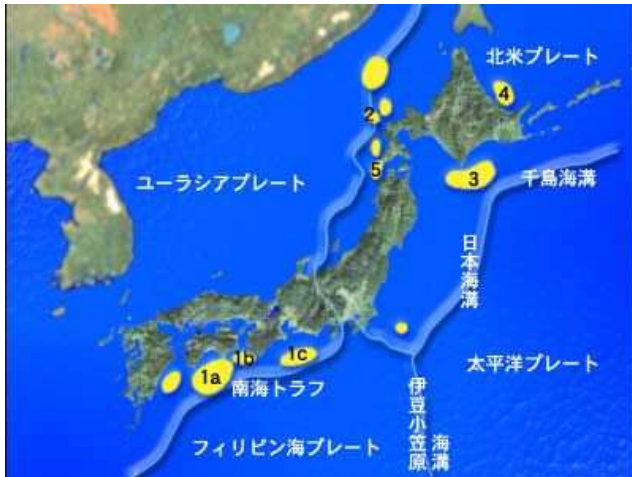 北米プレート
4
2
ユーラシアプレート
5
3
千島海溝
日本海溝
1b
1c
1a
南海トラフ
太平洋プレート
伊豆小笠原
海溝
フィリピン海プレート